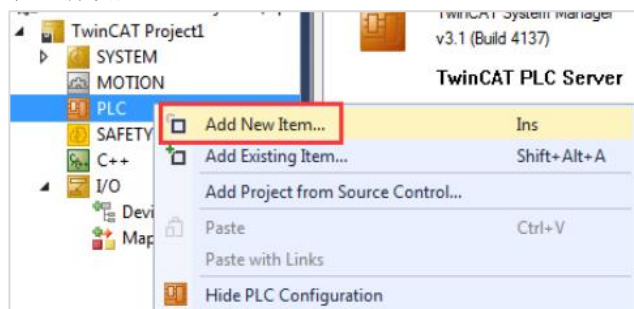 TwinCAT Project1
TwinCAT System Manager
v3.1 (Build 4137)
SYSTEM
MOTION
TwinCAT PLC Server
PLC
Add New Item... Ins
SAFETY
Add Existing Item... Shift+Alt+A
C++
Add Project from Source Control...
I/O
Devi
Paste Ctrl+V
Map
Paste with Links
Hide PLC Configuration